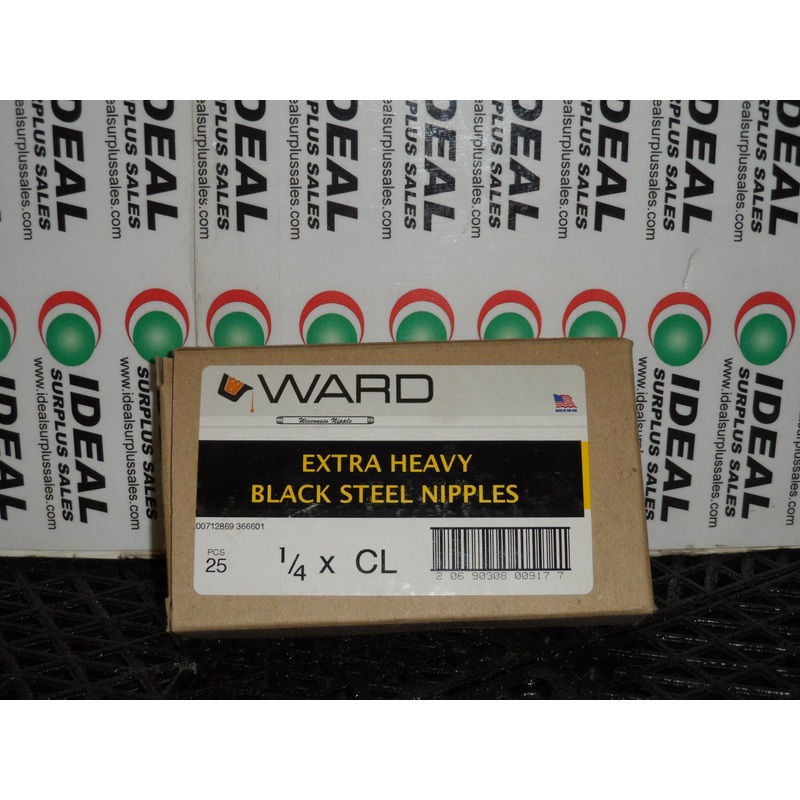 IDEAL
SURPLUS SALES
www.idealsurplussales.com
WARD
Wisconsin Nipple
EXTRA HEAVY
BLACK STEEL NIPPLES
00712869 366601
PCS
25
1/4 x CL
2 06 90308 00917 7